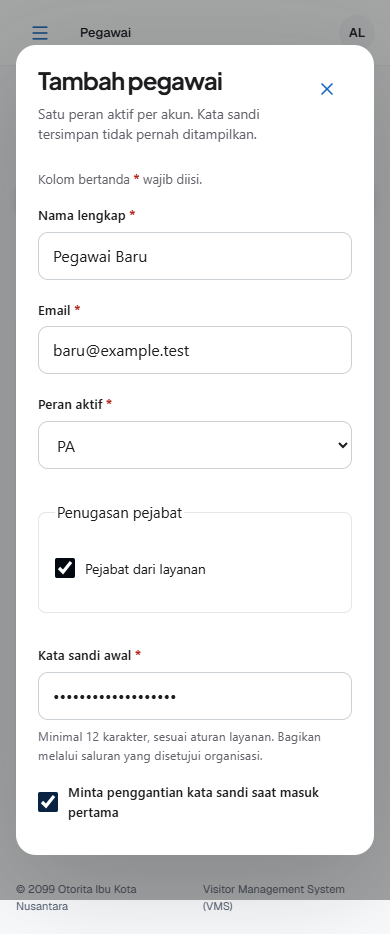 Pegawai
AL
Tambah pegawai
Satu peran aktif per akun. Kata sandi
tersimpan tidak pernah ditampilkan.
Kolom bertanda * wajib diisi.
Nama lengkap *
Pegawai Baru
Email *
baru@example.test
Peran aktif *
PA
Penugasan pejabat
Pejabat dari layanan
Kata sandi awal *
•••••••••••••••••••
Minimal 12 karakter, sesuai aturan layanan. Bagikan
melalui saluran yang disetujui organisasi.
Minta penggantian kata sandi saat masuk
pertama
© 2099 Otorita Ibu Kota
Nusantara
Visitor Management System
(VMS)